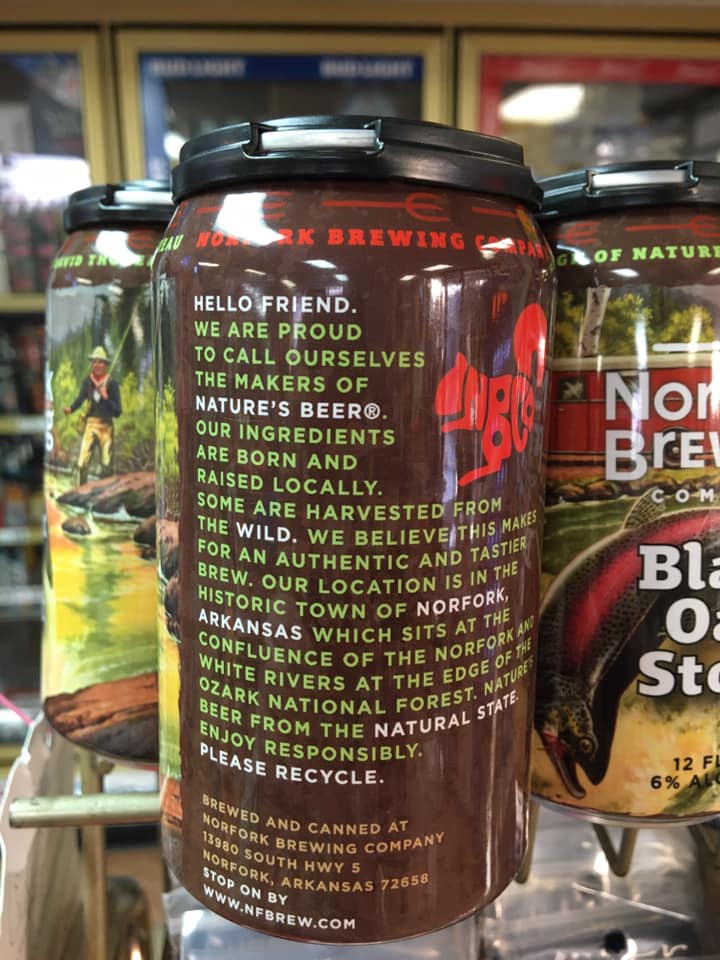 BUD LIGHT
BUD LIGHT
NORFORK BREWING COMPANY
HELLO FRIEND.
WE ARE PROUD
TO CALL OURSELVES
THE MAKERS OF
NATURE'S BEER®.
OUR INGREDIENTS
ARE BORN AND
RAISED LOCALLY.
SOME ARE HARVESTED FROM
THE WILD. WE BELIEVE THIS MAKES
FOR AN AUTHENTIC AND TASTIER
BREW. OUR LOCATION IS IN THE
HISTORIC TOWN OF NORFORK,
ARKANSAS WHICH SITS AT THE
CONFLUENCE OF THE NORFORK AND
WHITE RIVERS AT THE EDGE OF THE
OZARK NATIONAL FOREST. NATURE'S
BEER FROM THE NATURAL STATE.
ENJOY RESPONSIBLY.
PLEASE RECYCLE.
BREWED AND CANNED AT
NORFORK BREWING COMPANY
13980 SOUTH HWY 5
NORFORK, ARKANSAS 72658
STOP ON BY
WWW.NFBREW.COM
OF NATURE
Nor
Brew
COM
Bla
Oa
Sto
12 FL
6% AL